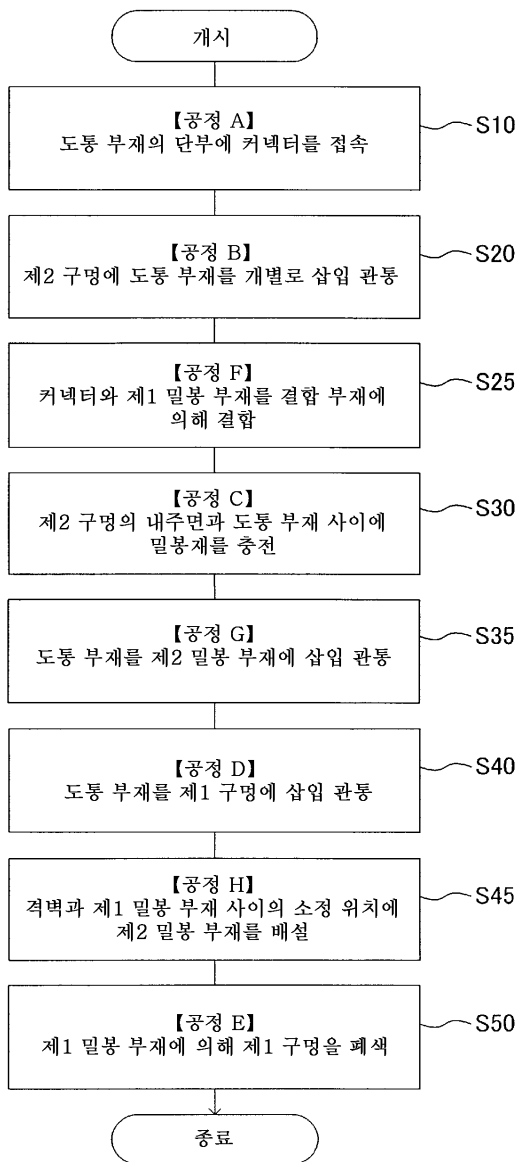 개시
【공정 A】
도통 부재의 단부에 커넥터를 접속
S10
【공정 B】
제2 구멍에 도통 부재를 개별로 삽입 관통
S20
【공정 F】
커넥터와 제1 밀봉 부재를 결합 부재에
의해 결합
S25
【공정 C】
제2 구멍의 내주면과 도통 부재 사이에
밀봉재를 충전
S30
【공정 G】
도통 부재를 제2 밀봉 부재에 삽입 관통
S35
【공정 D】
도통 부재를 제1 구멍에 삽입 관통
S40
【공정 H】
격벽과 제1 밀봉 부재 사이의 소정 위치에
제2 밀봉 부재를 배설
S45
【공정 E】
제1 밀봉 부재에 의해 제1 구멍을 폐색
S50
종료